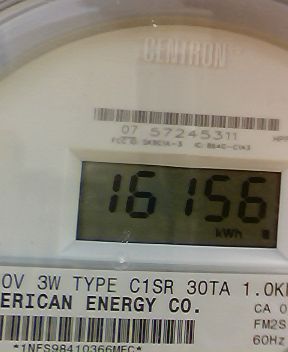 CENTRON
07 57245311
16156
kWh
0V 3W TYPE C1SR 30TA 1.0K
ERICAN ENERGY CO.
CA 0
FM2S
60Hz
*1NFS98410366MEC*